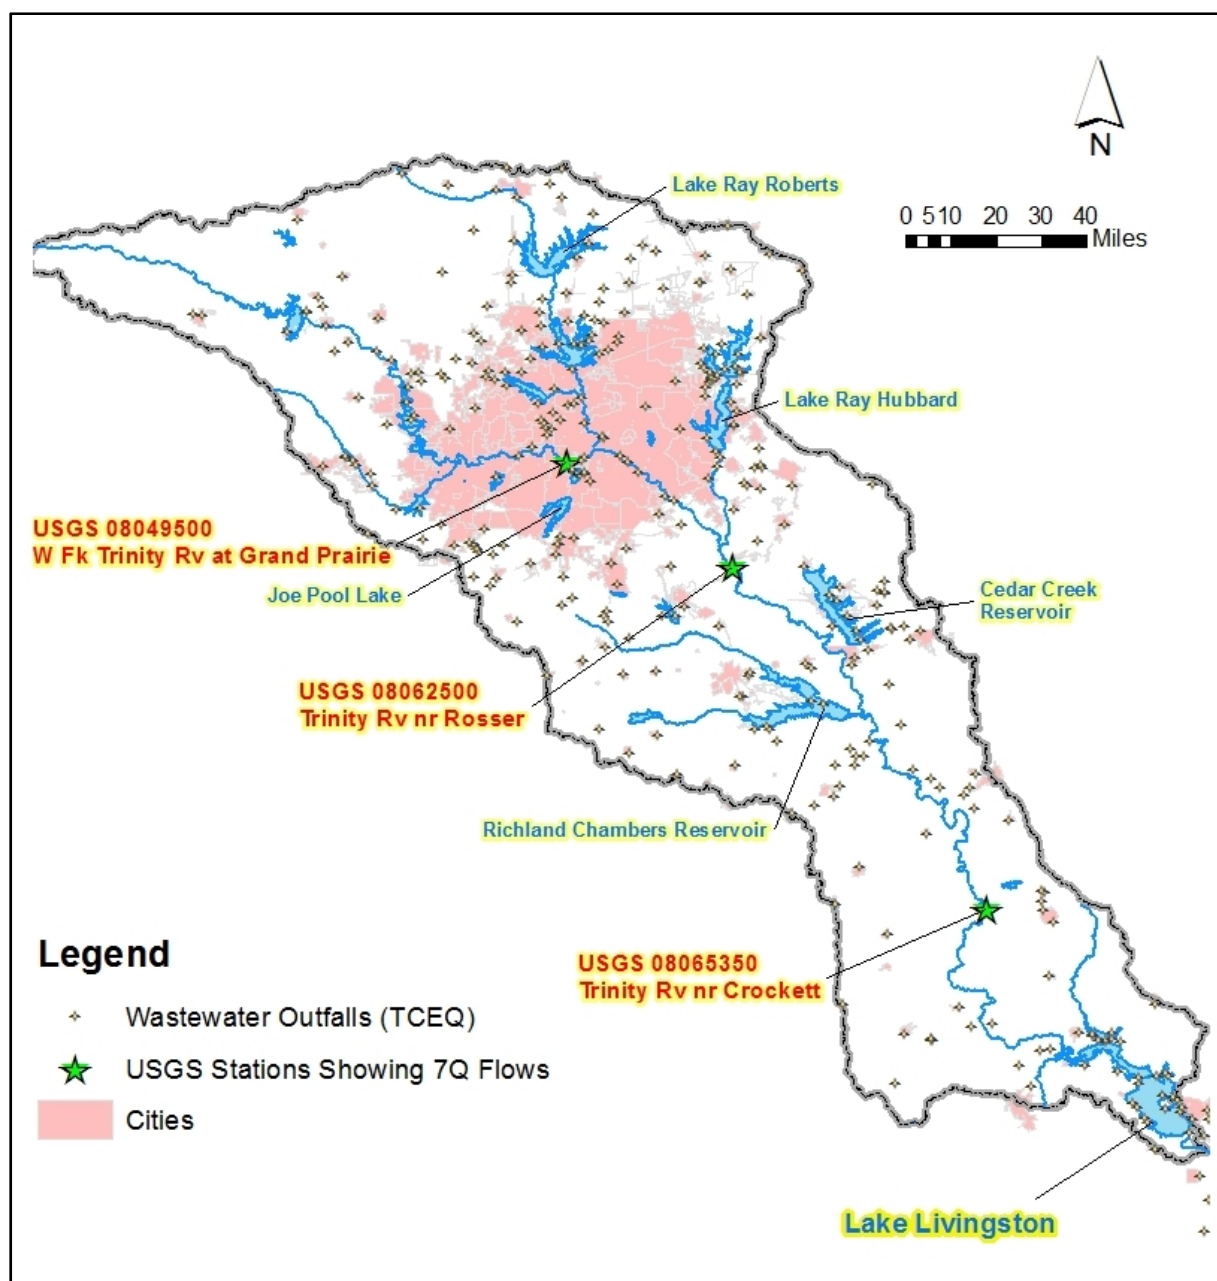 N
Lake Ray Roberts
0 5 10 20 30 40
Miles
Lake Ray Hubbard
USGS 08049500
W Fk Trinity Rv at Grand Prairie
Joe Pool Lake
Cedar Creek
Reservoir
USGS 08062500
Trinity Rv nr Rosser
Richland Chambers Reservoir
USGS 08065350
Trinity Rv nr Crockett
Legend
Wastewater Outfalls (TCEQ)
USGS Stations Showing 7Q Flows
Cities
Lake Livingston